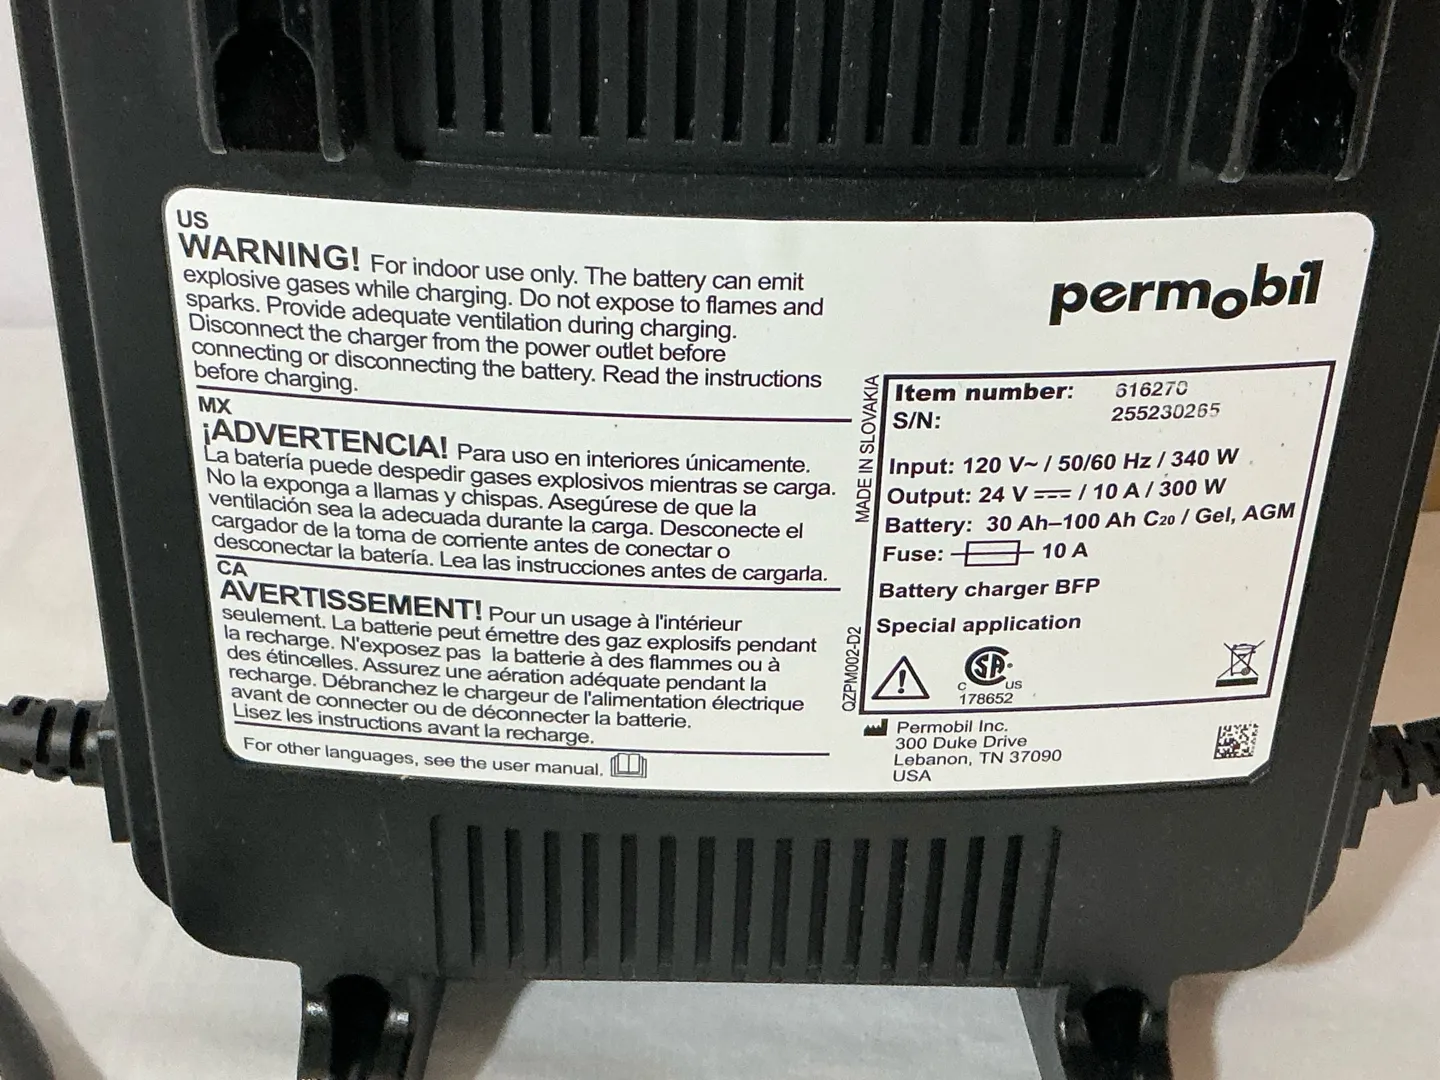 US
WARNING! For indoor use only. The battery can emit
explosive gases while charging. Do not expose to flames and
sparks. Provide adequate ventilation during charging.
Disconnect the charger from the power outlet before
connecting or disconnecting the battery. Read the instructions
before charging.
MX
¡ADVERTENCIA! Para uso en interiores únicamente.
La batería puede despedir gases explosivos mientras se carga.
No la exponga a llamas y chispas. Asegúrese de que la
ventilación sea la adecuada durante la carga. Desconecte el
cargador de la toma de corriente antes de conectar o
desconectar la batería. Lea las instrucciones antes de cargarla.
CA
AVERTISSEMENT! Pour un usage à l'intérieur
seulement. La batterie peut émettre des gaz explosifs pendant
la recharge. N'exposez pas la batterie à des flammes ou à
des étincelles. Assurez une aération adéquate pendant la
recharge. Débranchez le chargeur de l'alimentation électrique
avant de connecter ou de déconnecter la batterie.
Lisez les instructions avant la recharge.
For other languages, see the user manual.
permobil
MADE IN SLOVAKIA
QZPM002-D2
Item number: 616270
S/N: 255230265
Input: 120 V~ / 50/60 Hz / 340 W
Output: 24 V ⎓ / 10 A / 300 W
Battery: 30 Ah–100 Ah C20 / Gel, AGM
Fuse: 10 A
Battery charger BFP
Special application
C SA US
178652
Permobil Inc.
300 Duke Drive
Lebanon, TN 37090
USA